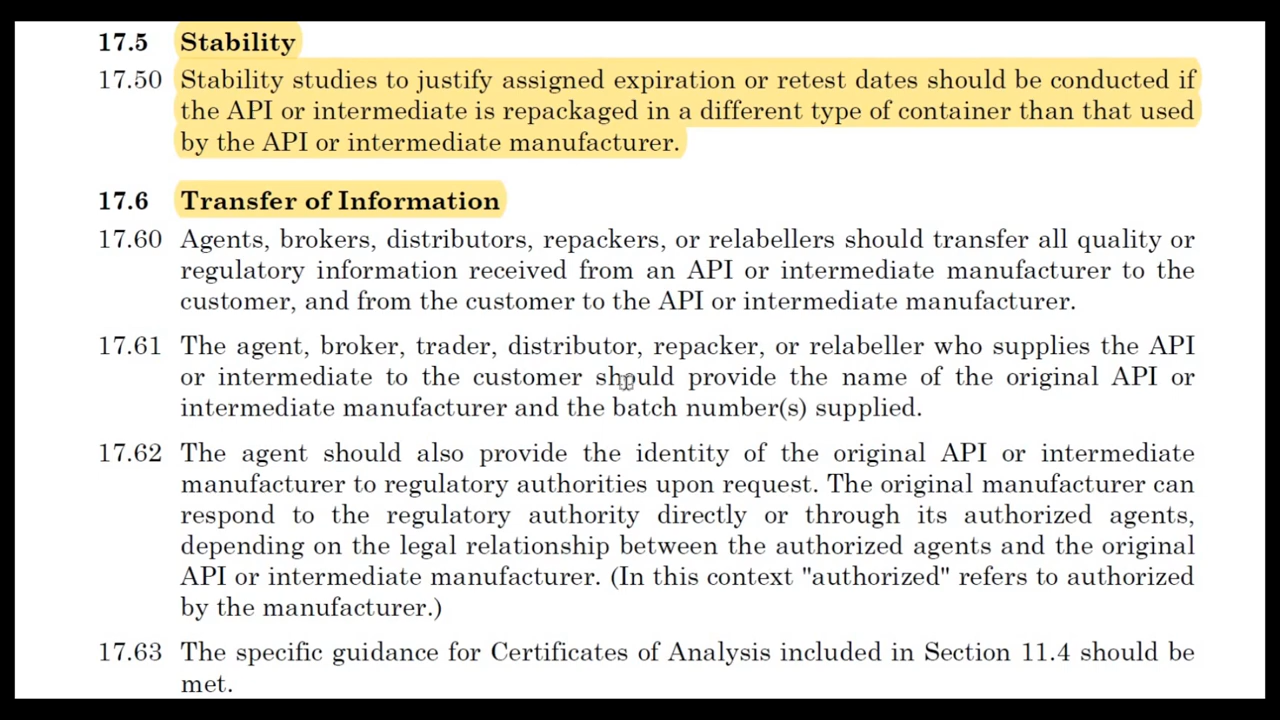 17.5 Stability
17.50 Stability studies to justify assigned expiration or retest dates should be conducted if
the API or intermediate is repackaged in a different type of container than that used
by the API or intermediate manufacturer.
17.6 Transfer of Information
17.60 Agents, brokers, distributors, repackers, or relabellers should transfer all quality or
regulatory information received from an API or intermediate manufacturer to the
customer, and from the customer to the API or intermediate manufacturer.
17.61 The agent, broker, trader, distributor, repacker, or relabeller who supplies the API
or intermediate to the customer should provide the name of the original API or
intermediate manufacturer and the batch number(s) supplied.
17.62 The agent should also provide the identity of the original API or intermediate
manufacturer to regulatory authorities upon request. The original manufacturer can
respond to the regulatory authority directly or through its authorized agents,
depending on the legal relationship between the authorized agents and the original
API or intermediate manufacturer. (In this context "authorized" refers to authorized
by the manufacturer.)
17.63 The specific guidance for Certificates of Analysis included in Section 11.4 should be
met.